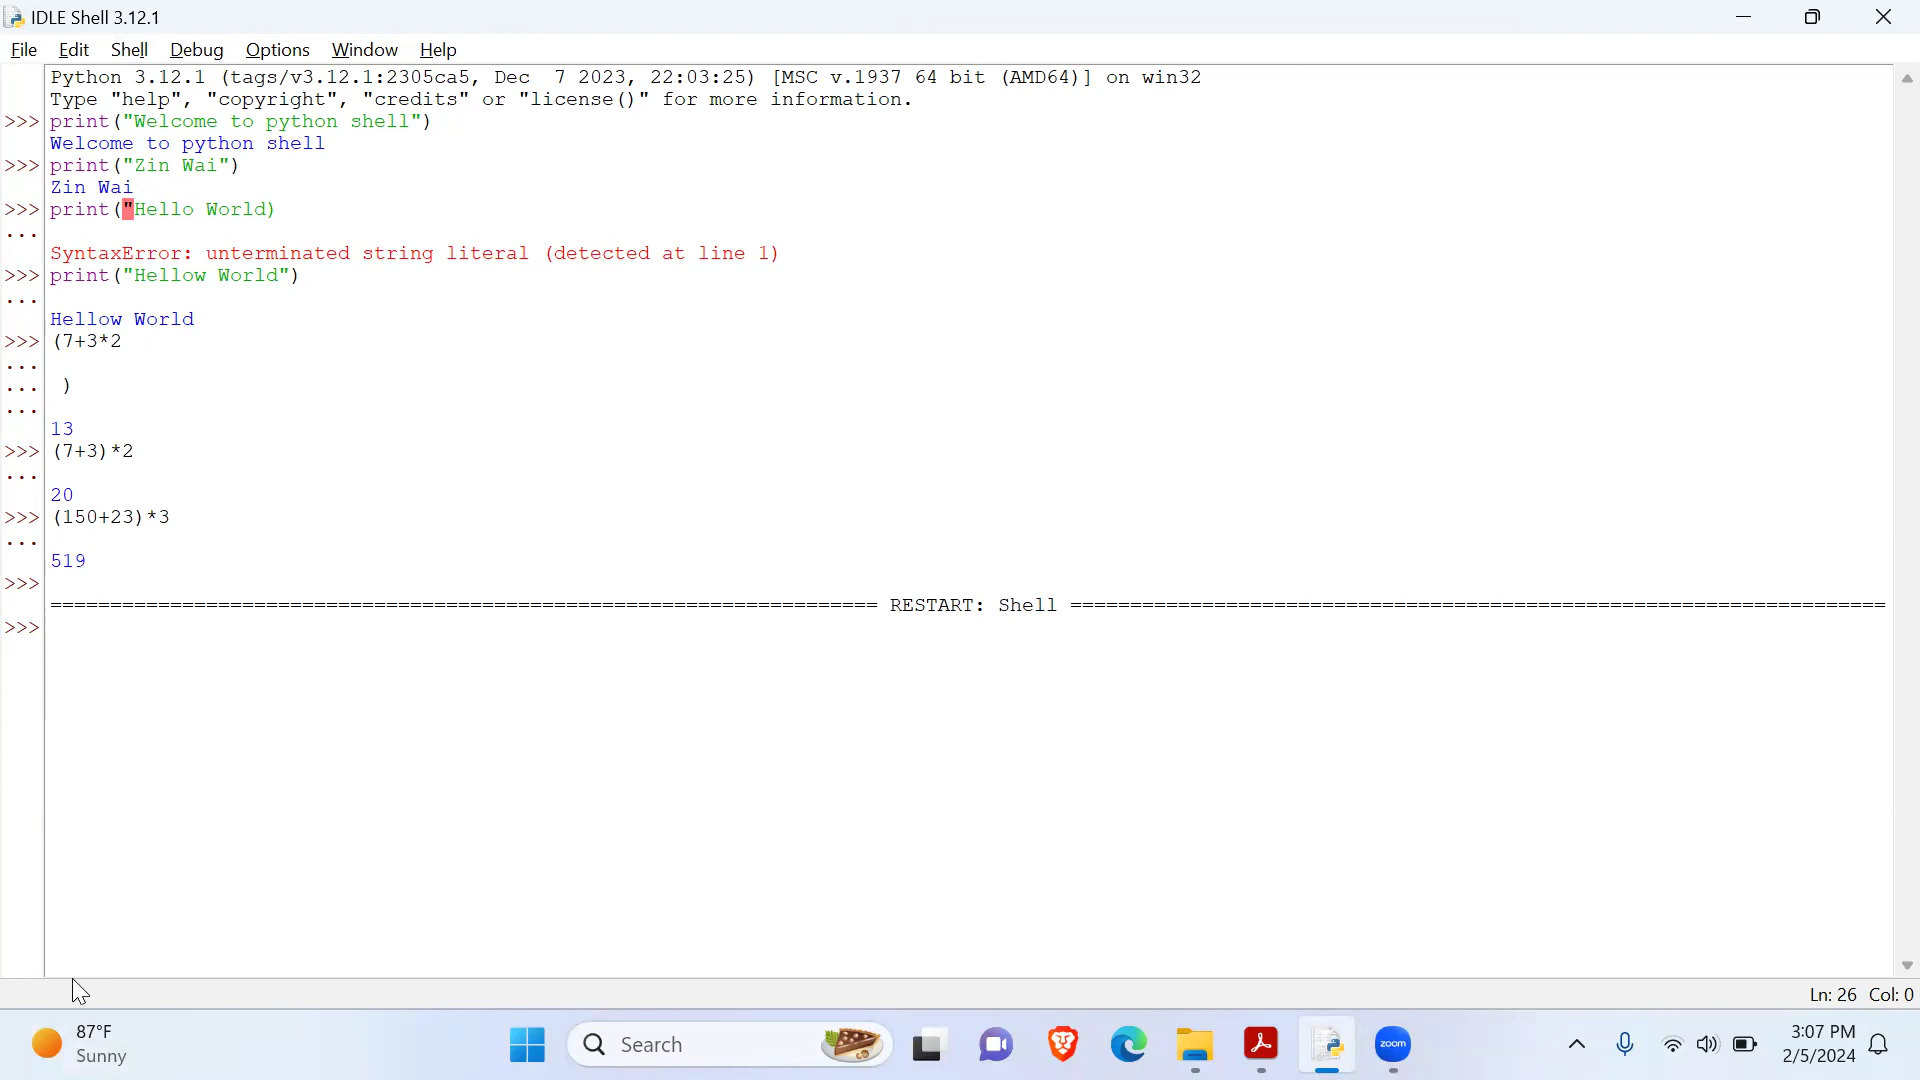 IDLE Shell 3.12.1
File Edit Shell Debug Options Window Help
Python 3.12.1 (tags/v3.12.1:2305ca5, Dec  7 2023, 22:03:25) [MSC v.1937 64 bit (AMD64)] on win32
Type "help", "copyright", "credits" or "license()" for more information.
>>> print("Welcome to python shell")
Welcome to python shell
>>> print("Zin Wai")
Zin Wai
>>> print("Hello World)
...
SyntaxError: unterminated string literal (detected at line 1)
>>> print("Hellow World")
...
Hellow World
>>> (7+3*2
...
... )
...
13
>>> (7+3)*2
...
20
>>> (150+23)*3
...
519
>>>
===================================================================== RESTART: Shell ====================================================================
>>>
Ln: 26 Col: 0
87°F
Sunny
Search
zoom
3:07 PM
2/5/2024